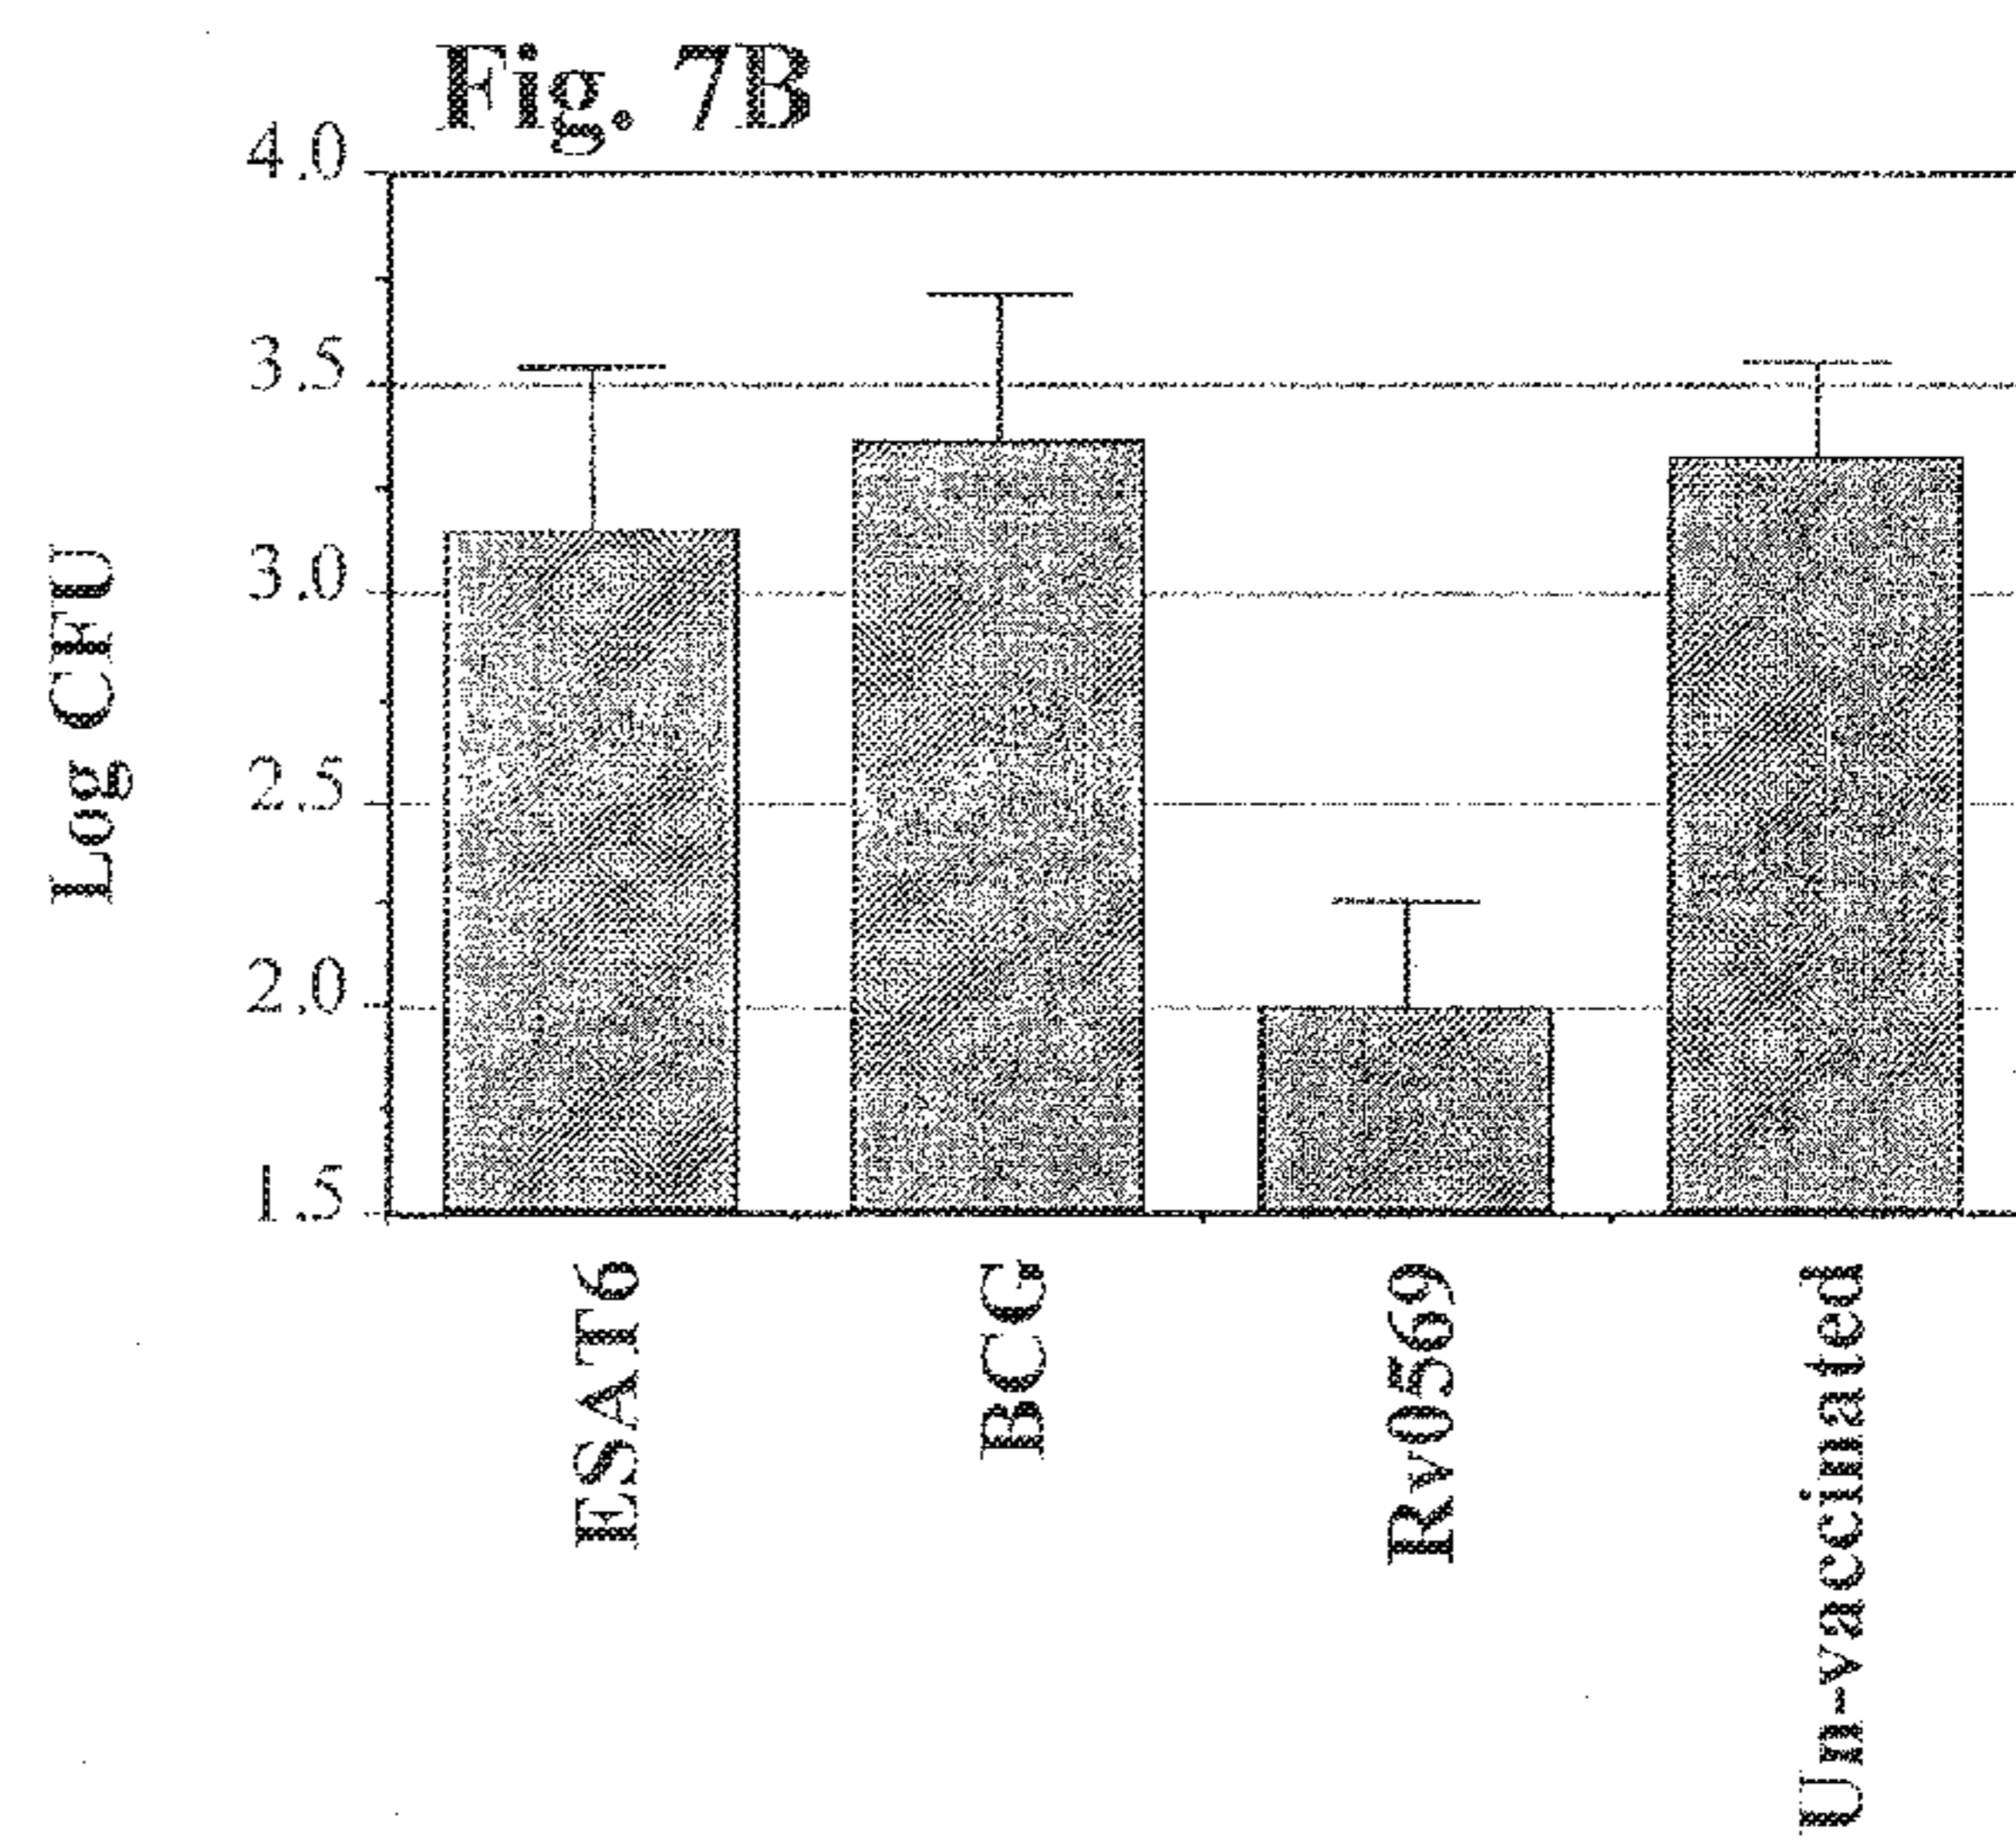 Fig. 7B
4.0
3.5
3.0
2.5
2.0
1.5
Log CFU
ESAT6
BCG
Rv0569
Un-vaccinated